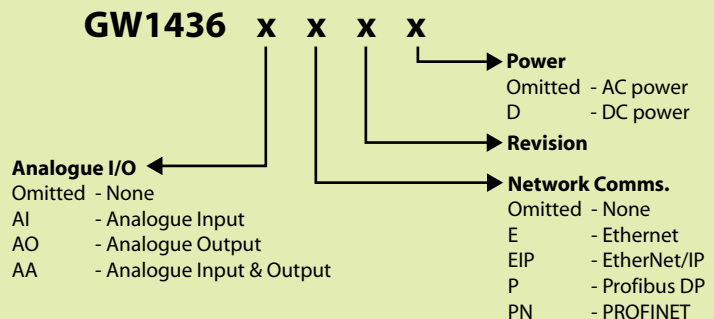 GW1436 x x x x
Power
Omitted - AC power
D - DC power
Revision
Analogue I/O
Omitted - None
AI - Analogue Input
AO - Analogue Output
AA - Analogue Input & Output
Network Comms.
Omitted - None
E - Ethernet
EIP - EtherNet/IP
P - Profibus DP
PN - PROFINET